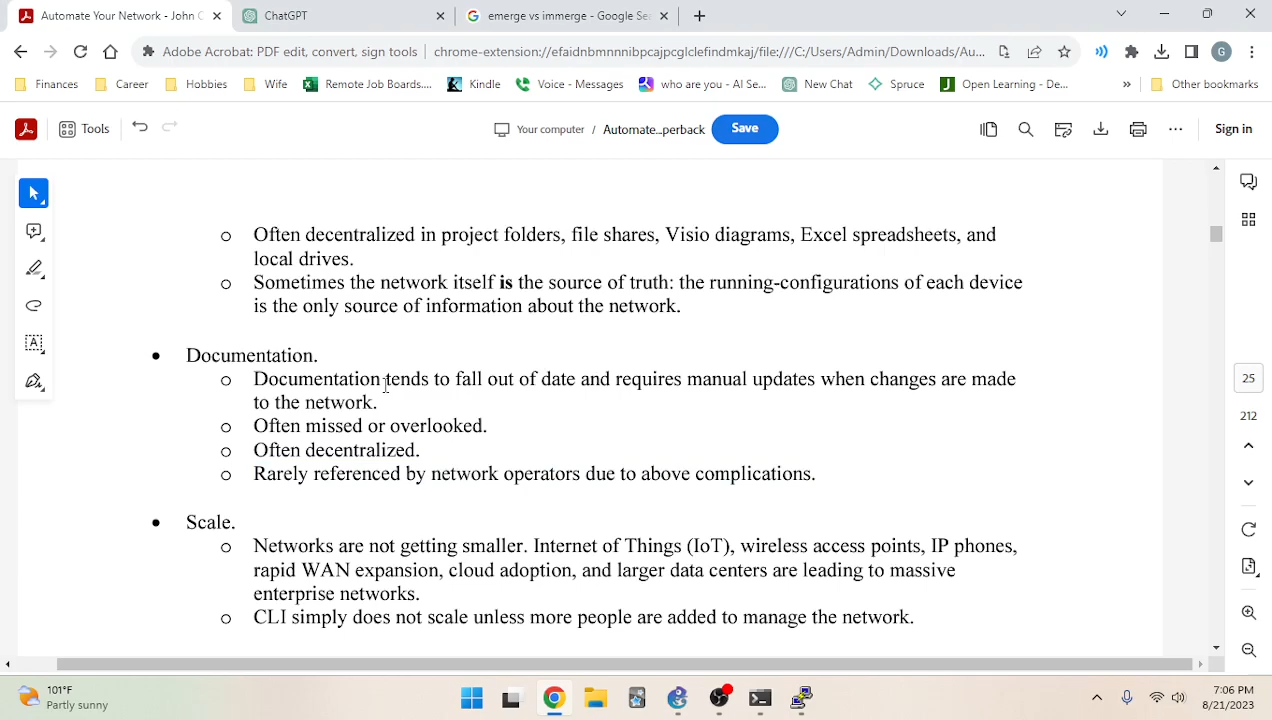 Automate Your Network - John C
ChatGPT
emerge vs immerge - Google Se
Adobe Acrobat: PDF edit, convert, sign tools
chrome-extension://efaidnbmnnnibpcajpcglclefindmkaj/file:///C:/Users/Admin/Downloads/Au...
G
Finances
Career
Hobbies
Wife
Remote Job Boards....
Kindle
Voice - Messages
who are you - AI Se...
New Chat
Spruce
Open Learning - De...
»
Other bookmarks
Tools
Your computer / Automate...perback
Save
Sign in
o Often decentralized in project folders, file shares, Visio diagrams, Excel spreadsheets, and
local drives.
o Sometimes the network itself is the source of truth: the running-configurations of each device
is the only source of information about the network.
• Documentation.
o Documentation tends to fall out of date and requires manual updates when changes are made
to the network.
o Often missed or overlooked.
o Often decentralized.
o Rarely referenced by network operators due to above complications.
• Scale.
o Networks are not getting smaller. Internet of Things (IoT), wireless access points, IP phones,
rapid WAN expansion, cloud adoption, and larger data centers are leading to massive
enterprise networks.
o CLI simply does not scale unless more people are added to manage the network.
25
212
101°F
Partly sunny
7:06 PM
8/21/2023